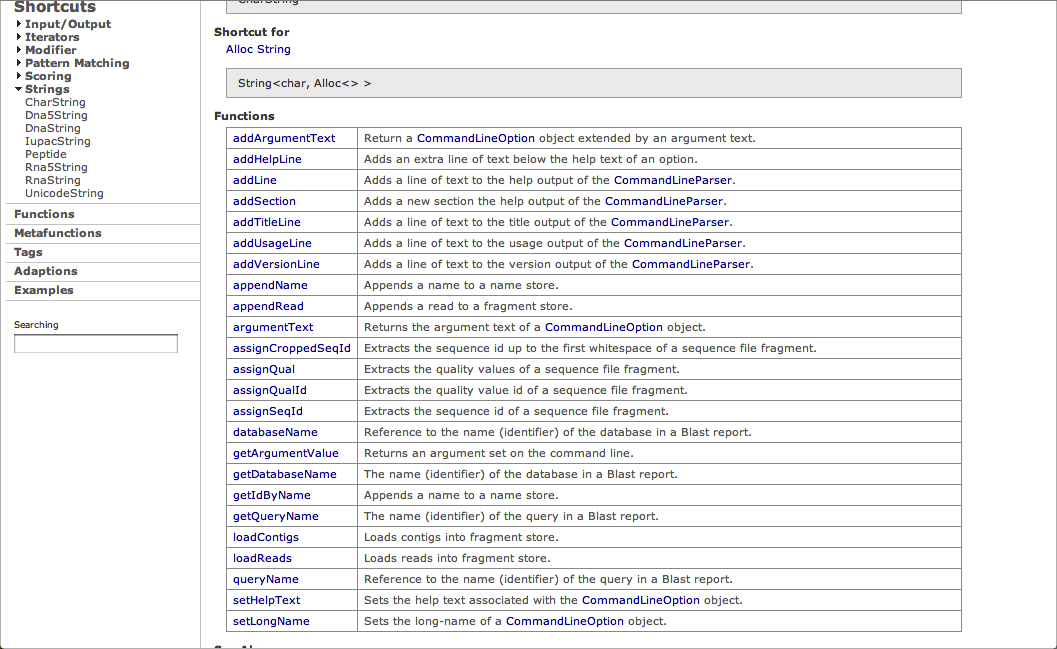 Shortcuts
Input/Output
Iterators
Modifier
Pattern Matching
Scoring
Strings
CharString
Dna5String
DnaString
IupacString
Peptide
Rna5String
RnaString
UnicodeString
Functions
Metafunctions
Tags
Adaptions
Examples
Searching
CharString
Shortcut for
Alloc String
String<char, Alloc<> >
Functions
addArgumentText Return a CommandLineOption object extended by an argument text.
addHelpLine Adds an extra line of text below the help text of an option.
addLine Adds a line of text to the help output of the CommandLineParser.
addSection Adds a new section the help output of the CommandLineParser.
addTitleLine Adds a line of text to the title output of the CommandLineParser.
addUsageLine Adds a line of text to the usage output of the CommandLineParser.
addVersionLine Adds a line of text to the version output of the CommandLineParser.
appendName Appends a name to a name store.
appendRead Appends a read to a fragment store.
argumentText Returns the argument text of a CommandLineOption object.
assignCroppedSeqId Extracts the sequence id up to the first whitespace of a sequence file fragment.
assignQual Extracts the quality values of a sequence file fragment.
assignQualId Extracts the quality value id of a sequence file fragment.
assignSeqId Extracts the sequence id of a sequence file fragment.
databaseName Reference to the name (identifier) of the database in a Blast report.
getArgumentValue Returns an argument set on the command line.
getDatabaseName The name (identifier) of the database in a Blast report.
getIdByName Appends a name to a name store.
getQueryName The name (identifier) of the query in a Blast report.
loadContigs Loads contigs into fragment store.
loadReads Loads reads into fragment store.
queryName Reference to the name (identifier) of the query in a Blast report.
setHelpText Sets the help text associated with the CommandLineOption object.
setLongName Sets the long-name of a CommandLineOption object.